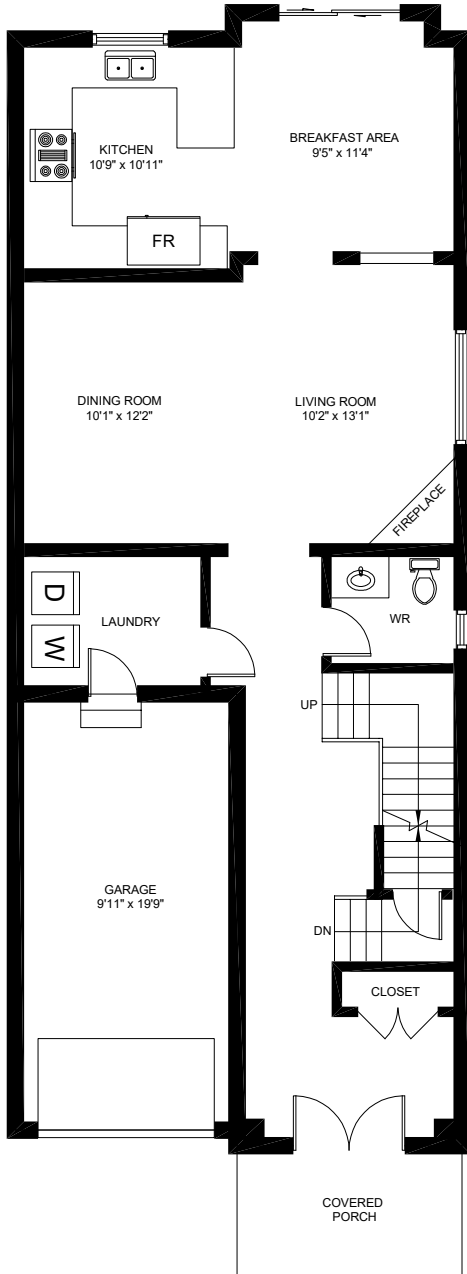 KITCHEN
10'9" x 10'11"
BREAKFAST AREA
9'5" x 11'4"
FR
DINING ROOM
10'1" x 12'2"
LIVING ROOM
10'2" x 13'1"
FIREPLACE
D
W
LAUNDRY
WR
UP
GARAGE
9'11" x 19'9"
DN
CLOSET
COVERED
PORCH